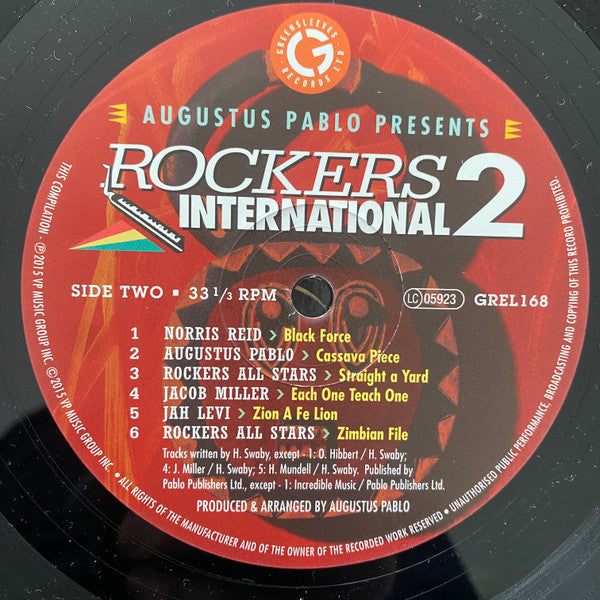 GREENSLEEVES
RECORDS LTD
G
AUGUSTUS PABLO PRESENTS
ROCKERS
INTERNATIONAL 2
SIDE TWO ▪ 33 1/3 RPM
LC 05923 GREL168
1 NORRIS REID > Black Force
2 AUGUSTUS PABLO > Cassava Piece
3 ROCKERS ALL STARS > Straight a Yard
4 JACOB MILLER > Each One Teach One
5 JAH LEVI > Zion A Fe Lion
6 ROCKERS ALL STARS > Zimbian File
Tracks written by H. Swaby, except - 1: O. Hibbert / H. Swaby;
4: J. Miller / H. Swaby; 5: H. Mundell / H. Swaby. Published by
Pablo Publishers Ltd., except - 1: Incredible Music / Pablo Publishers Ltd.
PRODUCED & ARRANGED BY AUGUSTUS PABLO
THIS COMPILATION ℗2015 VP MUSIC GROUP INC. ©2015 VP MUSIC GROUP INC. • ALL RIGHTS OF THE MANUFACTURER AND OF THE OWNER OF THE RECORDED WORK RESERVED • UNAUTHORISED PUBLIC PERFORMANCE, BROADCASTING AND COPYING OF THIS RECORD PROHIBITED.